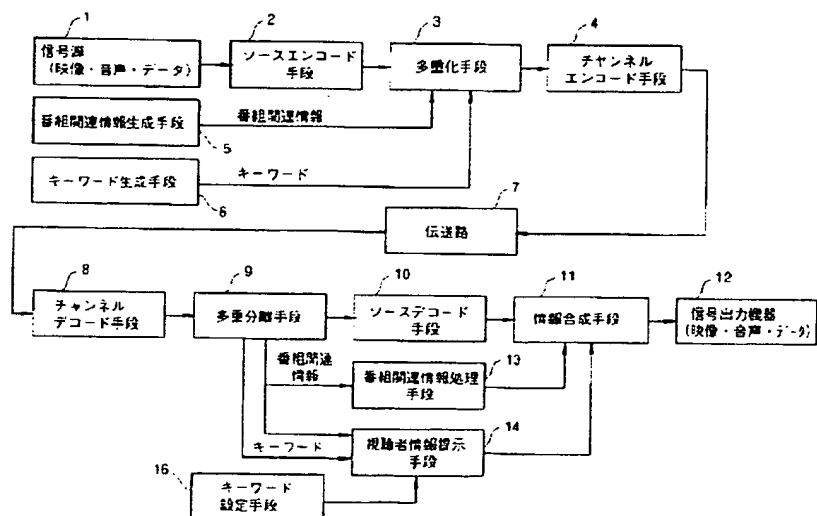 1
信号源
(映像・音声・データ)
2
ソースエンコード
手段
3
多重化手段
4
チャンネル
エンコード手段
番組関連情報生成手段
5
番組関連情報
キーワード生成手段
6
キーワード
7
伝送路
8
チャンネル
デコード手段
9
多重分離手段
10
ソースデコード
手段
11
情報合成手段
12
信号出力機器
(映像・音声・データ)
番組関連
情報
13
番組関連情報処理
手段
キーワード
14
視聴者情報提示
手段
16
キーワード
設定手段